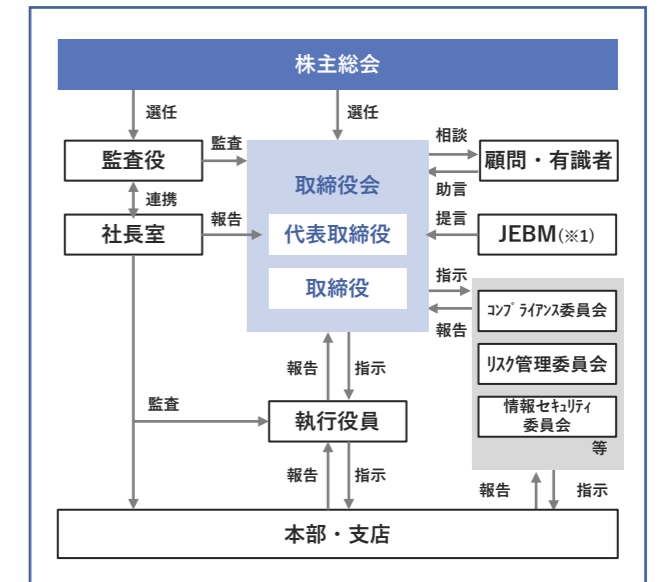 株主総会
選任
選任
監査役
監査
取締役会
相談
顧問・有識者
助言
連携
社長室
報告
代表取締役
提言
JEBM(※1)
取締役
指示
報告
ｺﾝﾌﾟﾗｲｱﾝｽ委員会
ﾘｽｸ管理委員会
情報ｾｷｭﾘﾃｨ
委員会
等
報告
指示
監査
執行役員
報告
指示
報告
指示
本部・支店